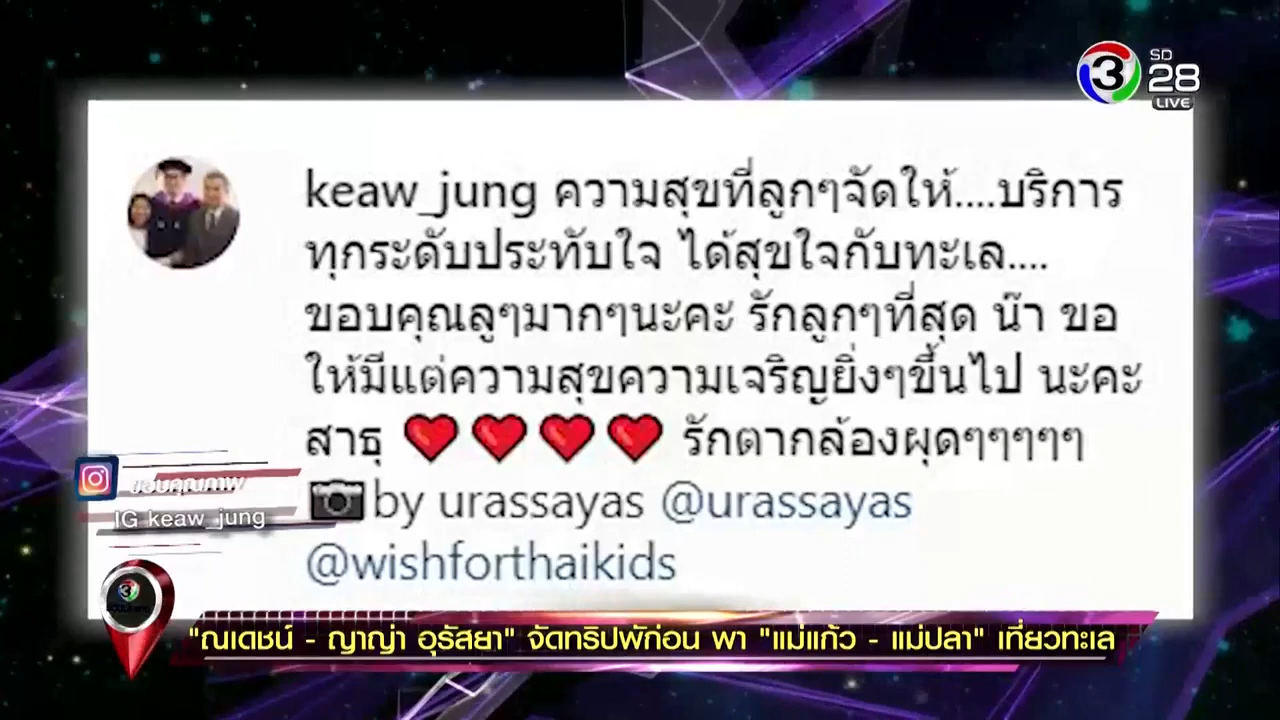 3 SD
28
LIVE
keaw_jung ความสุขที่ลูกๆจัดให้....บริการ
ทุกระดับประทับใจ ได้สุขใจกับทะเล....
ขอบคุณลูๆมากๆนะคะ รักลูกๆที่สุด น๊า ขอ
ให้มีแต่ความสุขความเจริญยิ่งๆขึ้นไป นะคะ
สาธุ ❤❤❤❤ รักตากล้องผุดๆๆๆๆๆ
📷by urassayas @urassayas
@wishforthaikids
ขอบคุณภาพ
IG keaw_jung
3
"ณเดชน์ - ญาญ่า อุรัสยา" จัดทริปพัก่อน พา "แม่แก้ว - แม่ปลา" เที่ยวทะเล